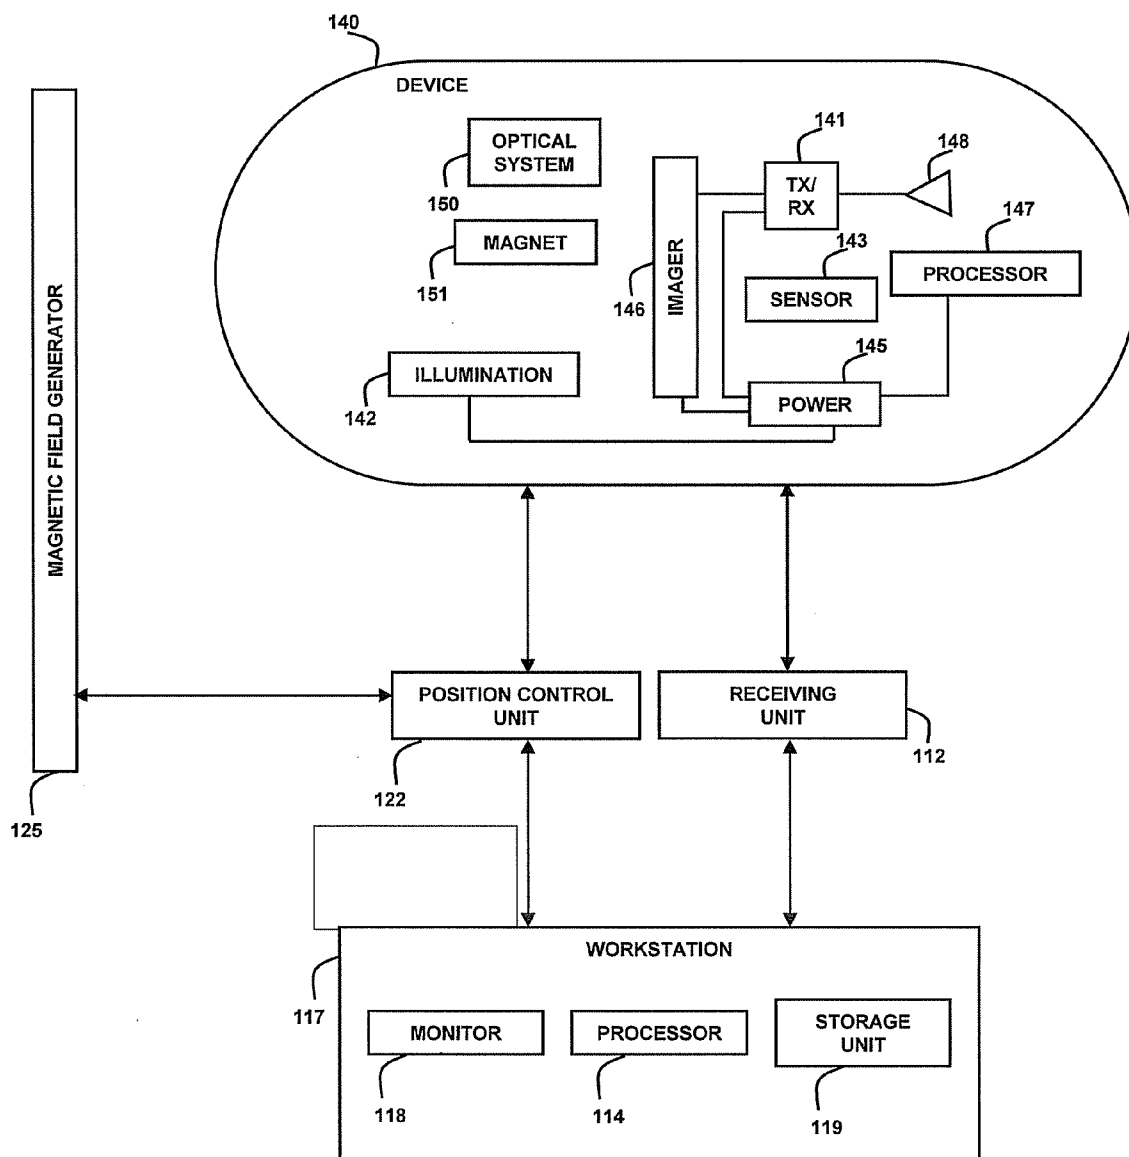 140
DEVICE
OPTICAL
SYSTEM
150
MAGNET
151
141
TX/
RX
148
147
PROCESSOR
143
SENSOR
IMAGER
146
145
POWER
ILLUMINATION
142
MAGNETIC FIELD GENERATOR
125
POSITION CONTROL
UNIT
122
RECEIVING
UNIT
112
WORKSTATION
117
MONITOR
118
PROCESSOR
114
STORAGE
UNIT
119